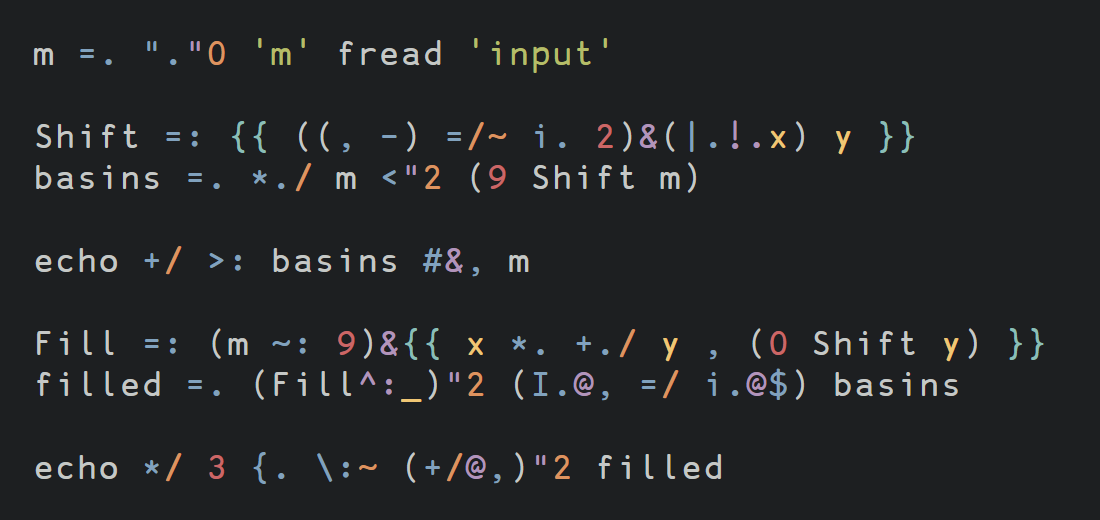 m =. "."0 'm' fread 'input'
Shift =: {{ ((, -) =/~ i. 2)&(|.!.x) y }}
basins =. *./ m <"2 (9 Shift m)
echo +/ >: basins #&, m
Fill =: (m ~: 9)&{{ x *. +./ y , (0 Shift y) }}
filled =. (Fill^:_)"2 (I.@, =/ i.@$) basins
echo */ 3 {. \:~ (+/@,)"2 filled